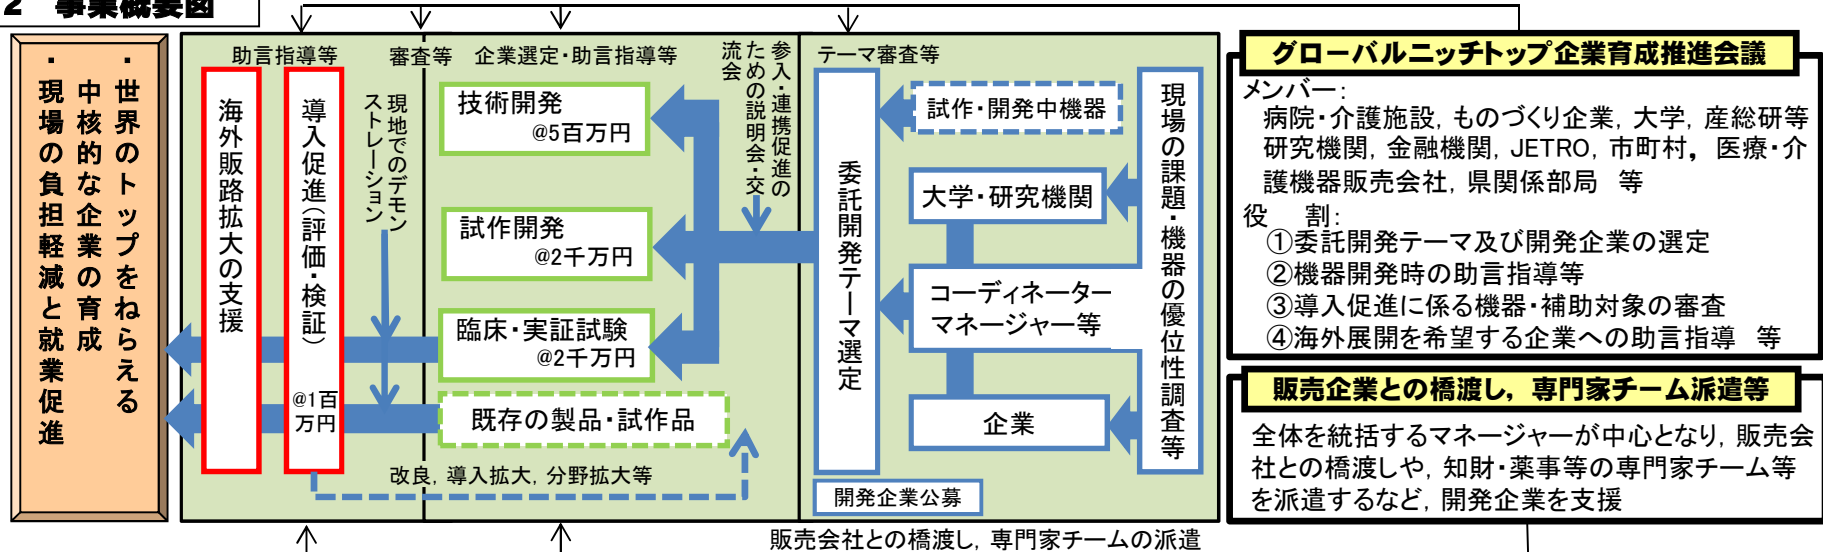 2　事業概要図
・世界のトップをねらえる
中核的な企業の育成
・現場の負担軽減と就業促進
助言指導等
審査等
企業選定・助言指導等
テーマ審査等
海外販路拡大の支援
導入促進（評価・検証）
@1百
万円
現地でのデモン
ストレーション
技術開発
@5百万円
試作開発
@2千万円
臨床・実証試験
@2千万円
既存の製品・試作品
改良，導入拡大，分野拡大等
参入・連携促進の
ための説明会・交
流会
委託開発テーマ選定
開発企業公募
試作・開発中機器
大学・研究機関
コーディネーター
マネージャー等
企業
現場の課題・機器の優位性調査等
販売会社との橋渡し，専門家チームの派遣
グローバルニッチトップ企業育成推進会議
メンバー：
病院・介護施設，ものづくり企業，大学，産総研等
研究機関，金融機関，JETRO，市町村，医療・介
護機器販売会社，県関係部局　等
役　割：
①委託開発テーマ及び開発企業の選定
②機器開発時の助言指導等
③導入促進に係る機器・補助対象の審査
④海外展開を希望する企業への助言指導　等
販売企業との橋渡し，専門家チーム派遣等
全体を統括するマネージャーが中心となり，販売会
社との橋渡しや，知財・薬事等の専門家チーム等
を派遣するなど，開発企業を支援